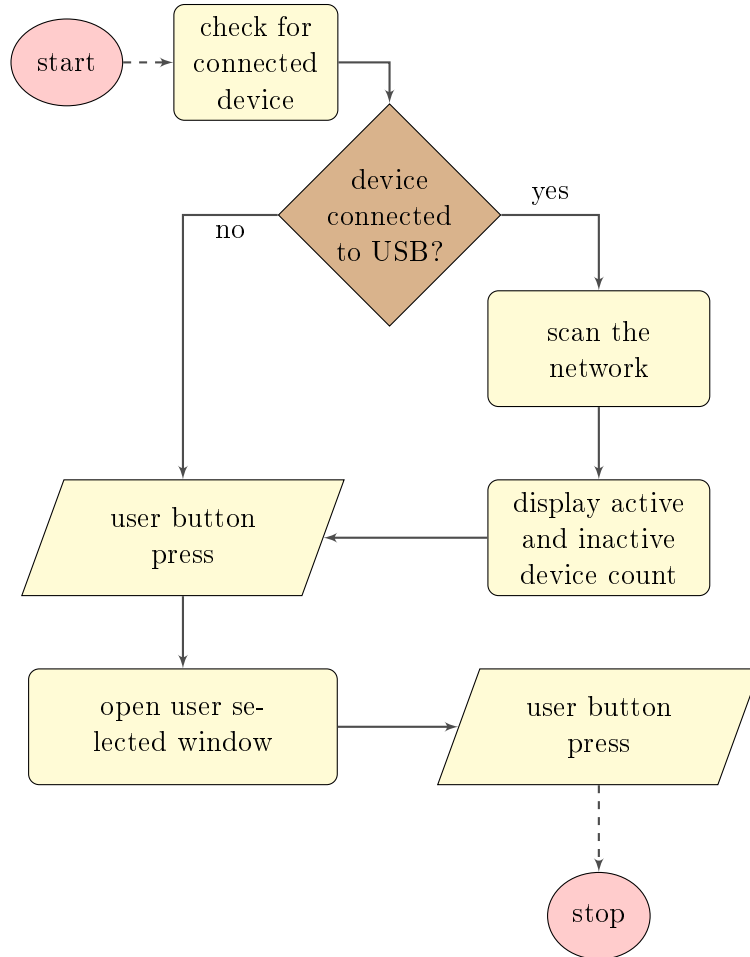 start
check for
connected
device
device
connected
to USB?
yes
no
scan the
network
user button
press
display active
and inactive
device count
open user se-
lected window
user button
press
stop